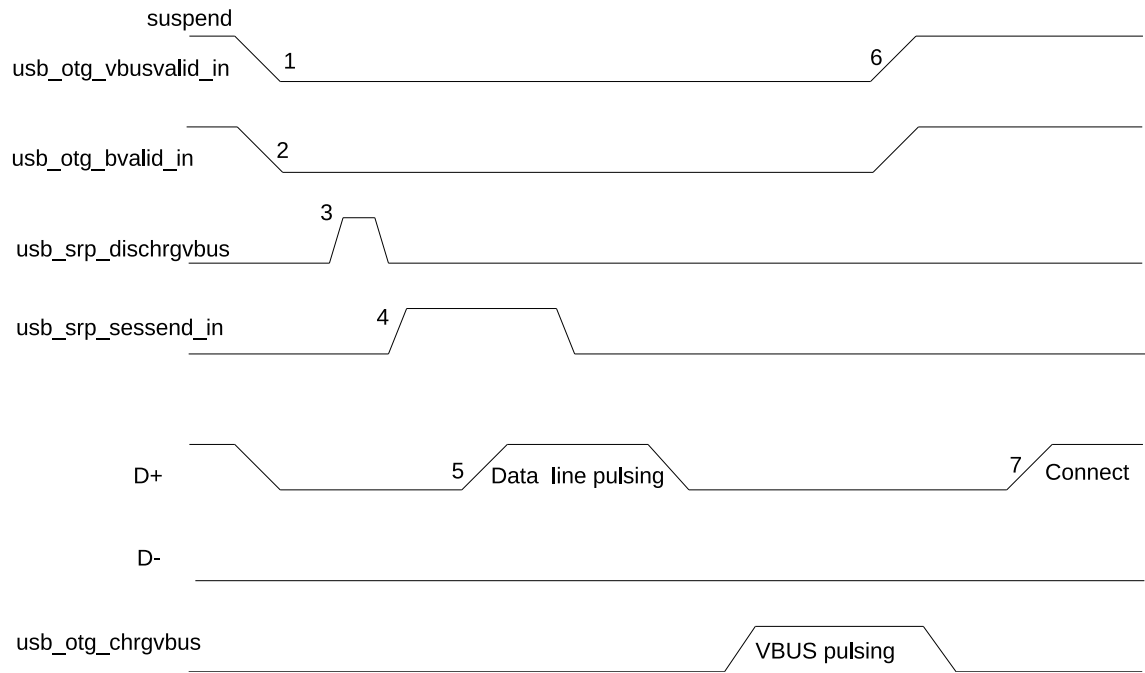 suspend
usb_otg_vbusvalid_in
1
6
usb_otg_bvalid_in
2
usb_srp_dischrgvbus
3
usb_srp_sessend_in
4
D+
5
Data line pulsing
7
Connect
D-
usb_otg_chrgvbus
VBUS pulsing